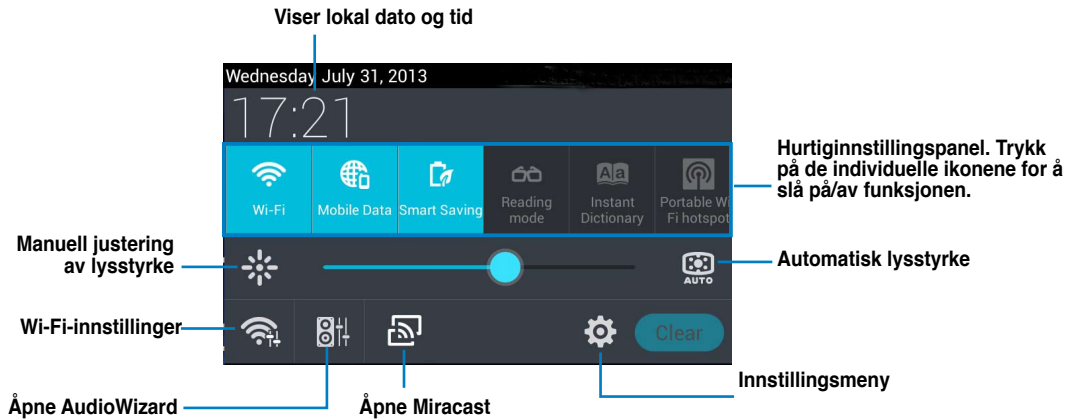 Viser lokal dato og tid
Wednesday July 31, 2013
17:21
Hurtiginnstillingspanel. Trykk
på de individuelle ikonene for å
slå på/av funksjonen.
Wi-Fi
Mobile Data
Smart Saving
Reading
mode
Aa
Instant
Dictionary
Portable Wi
Fi hotspot
Manuell justering
av lysstyrke
AUTO
Automatisk lysstyrke
Wi-Fi-innstillinger
Clear
Innstillingsmeny
Åpne AudioWizard
Åpne Miracast